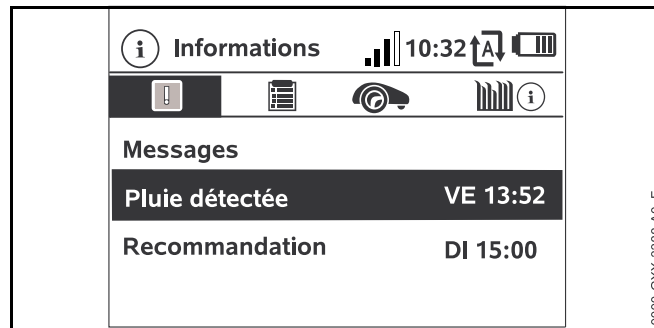 i Informations 10:32 A
i
Messages
Pluie détectée VE 13:52
Recommandation DI 15:00